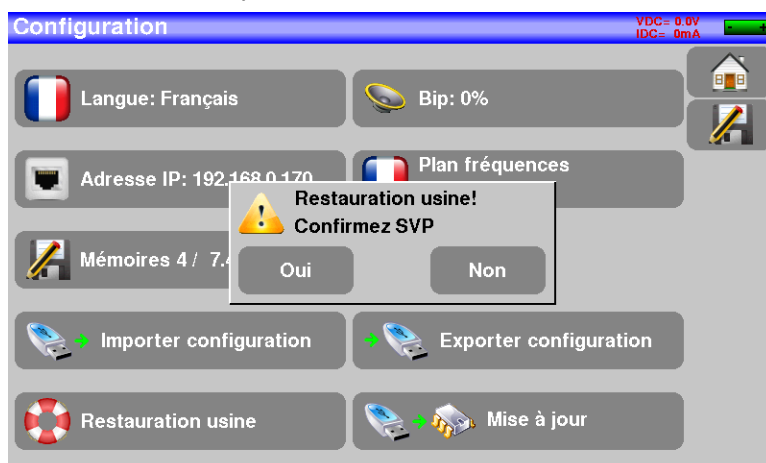 Configuration
VDC= 0.0V
IDC= 0mA
Langue: Français
Bip: 0%
Adresse IP: 192.168.0.170
Plan fréquences
Restauration usine!
Confirmez SVP
Mémoires 4 / 7.
Oui
Non
Importer configuration
Exporter configuration
Restauration usine
Mise à jour